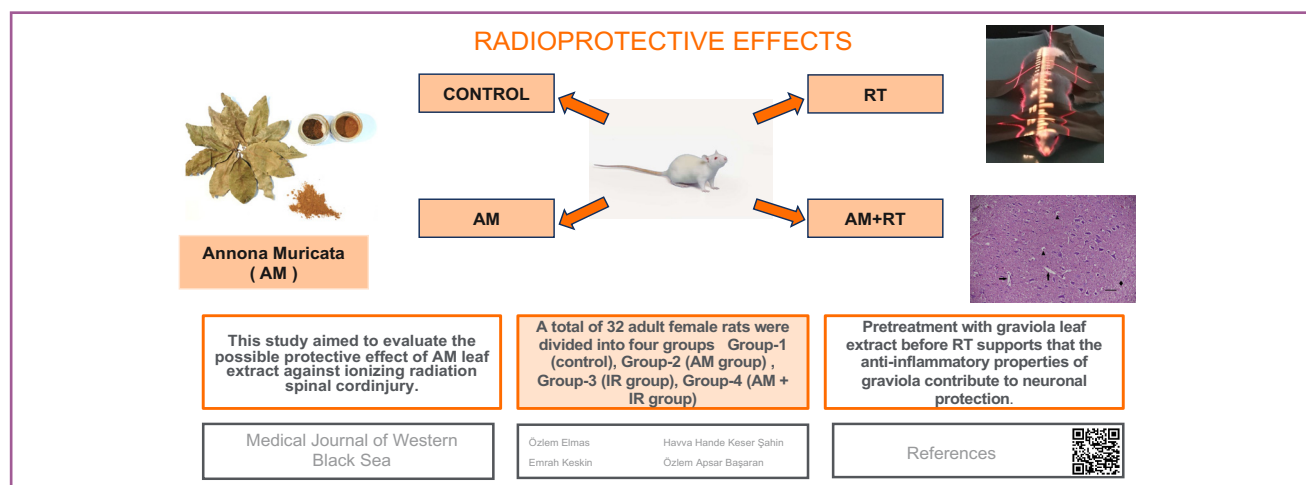 RADIOPROTECTIVE EFFECTS
CONTROL
RT
AM
AM+RT
Annona Muricata
( AM )
This study aimed to evaluate the
possible protective effect of AM leaf
extract against ionizing radiation
spinal cordinjury.
A total of 32 adult female rats were
divided into four groups Group-1
(control), Group-2 (AM group) ,
Group-3 (IR group), Group-4 (AM +
IR group)
Pretreatment with graviola leaf
extract before RT supports that the
anti-inflammatory properties of
graviola contribute to neuronal
protection.
Medical Journal of Western
Black Sea
Özlem Elmas
Havva Hande Keser Şahin
Emrah Keskin
Özlem Apsar Başaran
References